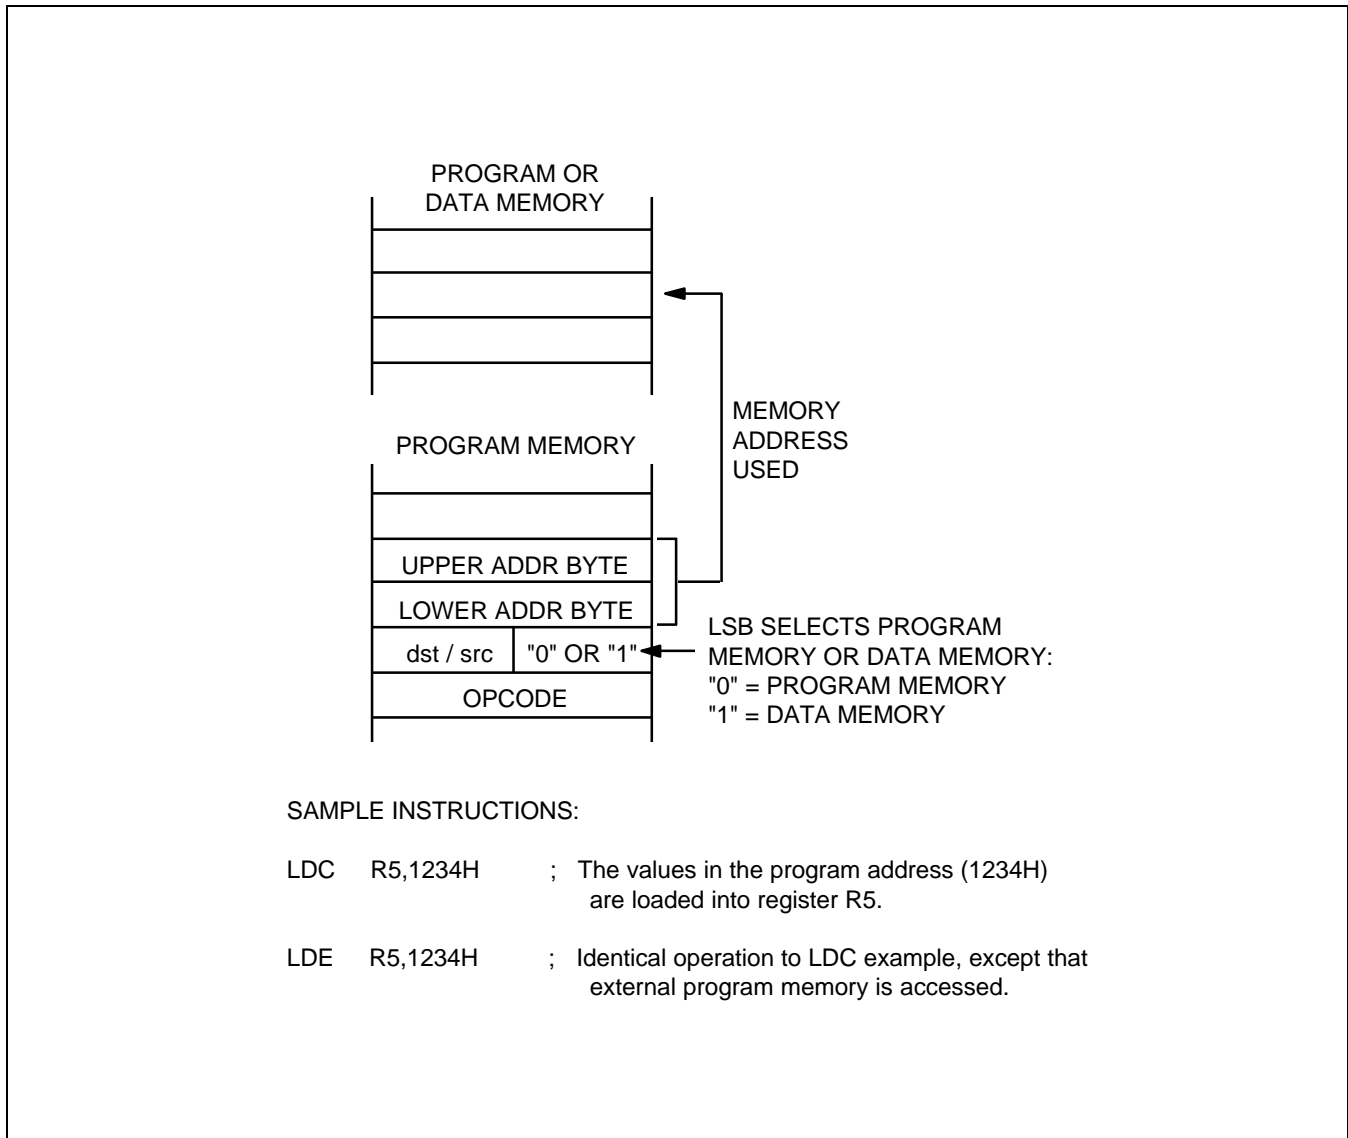 PROGRAM OR
DATA MEMORY
MEMORY
ADDRESS
USED
PROGRAM MEMORY
UPPER ADDR BYTE
LOWER ADDR BYTE
dst / src "0" OR "1"
OPCODE
LSB SELECTS PROGRAM
MEMORY OR DATA MEMORY:
"0" = PROGRAM MEMORY
"1" = DATA MEMORY
SAMPLE INSTRUCTIONS:
LDC R5,1234H ; The values in the program address (1234H)
are loaded into register R5.
LDE R5,1234H ; Identical operation to LDC example, except that
external program memory is accessed.